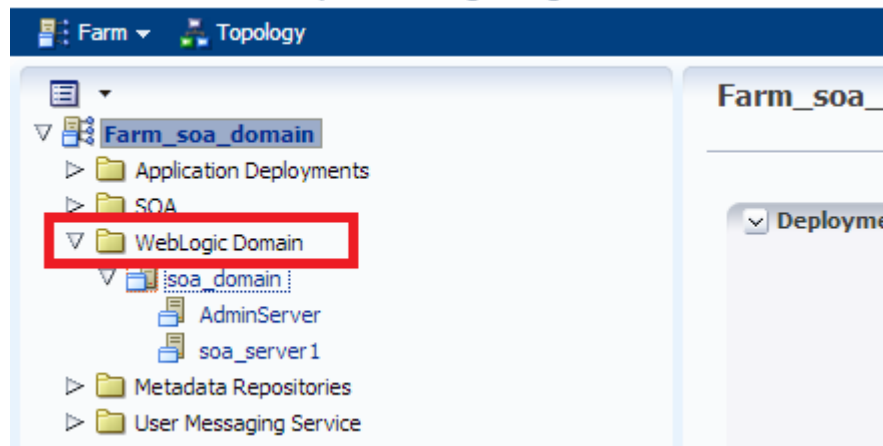 Farm Topology
Farm_soa_domain
Application Deployments
SOA
WebLogic Domain
soa_domain
AdminServer
soa_server1
Metadata Repositories
User Messaging Service
Farm_soa_
Deployme